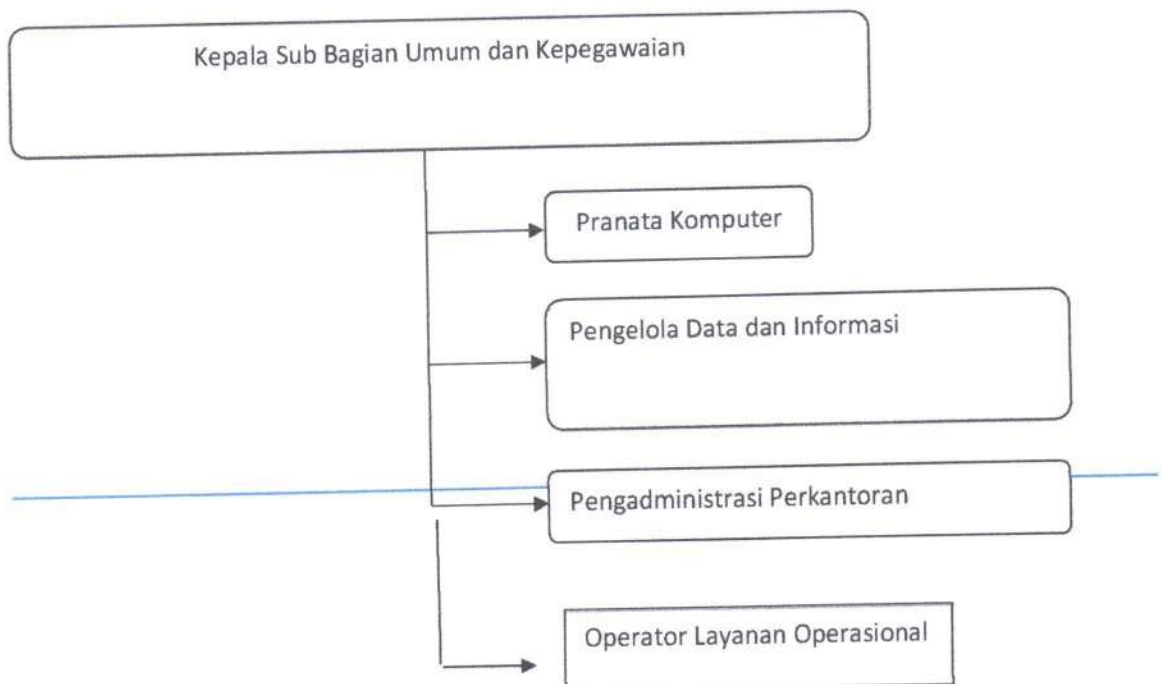 Kepala Sub Bagian Umum dan Kepegawaian
Pranata Komputer
Pengelola Data dan Informasi
Pengadministrasi Perkantoran
Operator Layanan Operasional